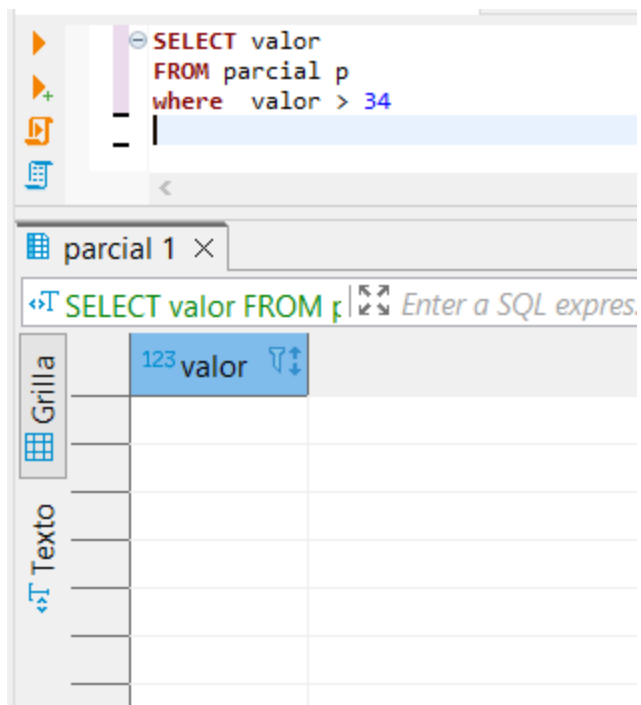 SELECT valor
FROM parcial p
where  valor > 34
parcial 1
SELECT valor FROM p
Enter a SQL expres
123 valor
Grilla
Texto